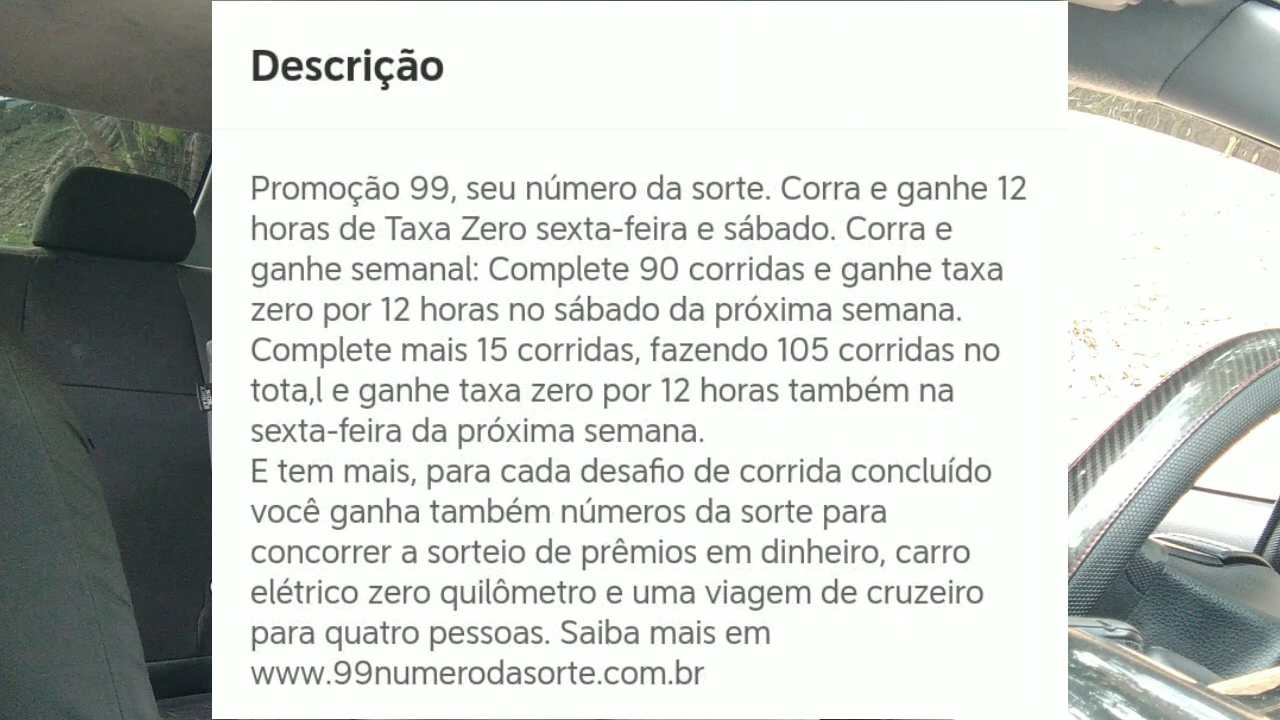 Descrição
Promoção 99, seu número da sorte. Corra e ganhe 12
horas de Taxa Zero sexta-feira e sábado. Corra e
ganhe semanal: Complete 90 corridas e ganhe taxa
zero por 12 horas no sábado da próxima semana.
Complete mais 15 corridas, fazendo 105 corridas no
tota,l e ganhe taxa zero por 12 horas também na
sexta-feira da próxima semana.
E tem mais, para cada desafio de corrida concluído
você ganha também números da sorte para
concorrer a sorteio de prêmios em dinheiro, carro
elétrico zero quilômetro e uma viagem de cruzeiro
para quatro pessoas. Saiba mais em
www.99numerodasorte.com.br